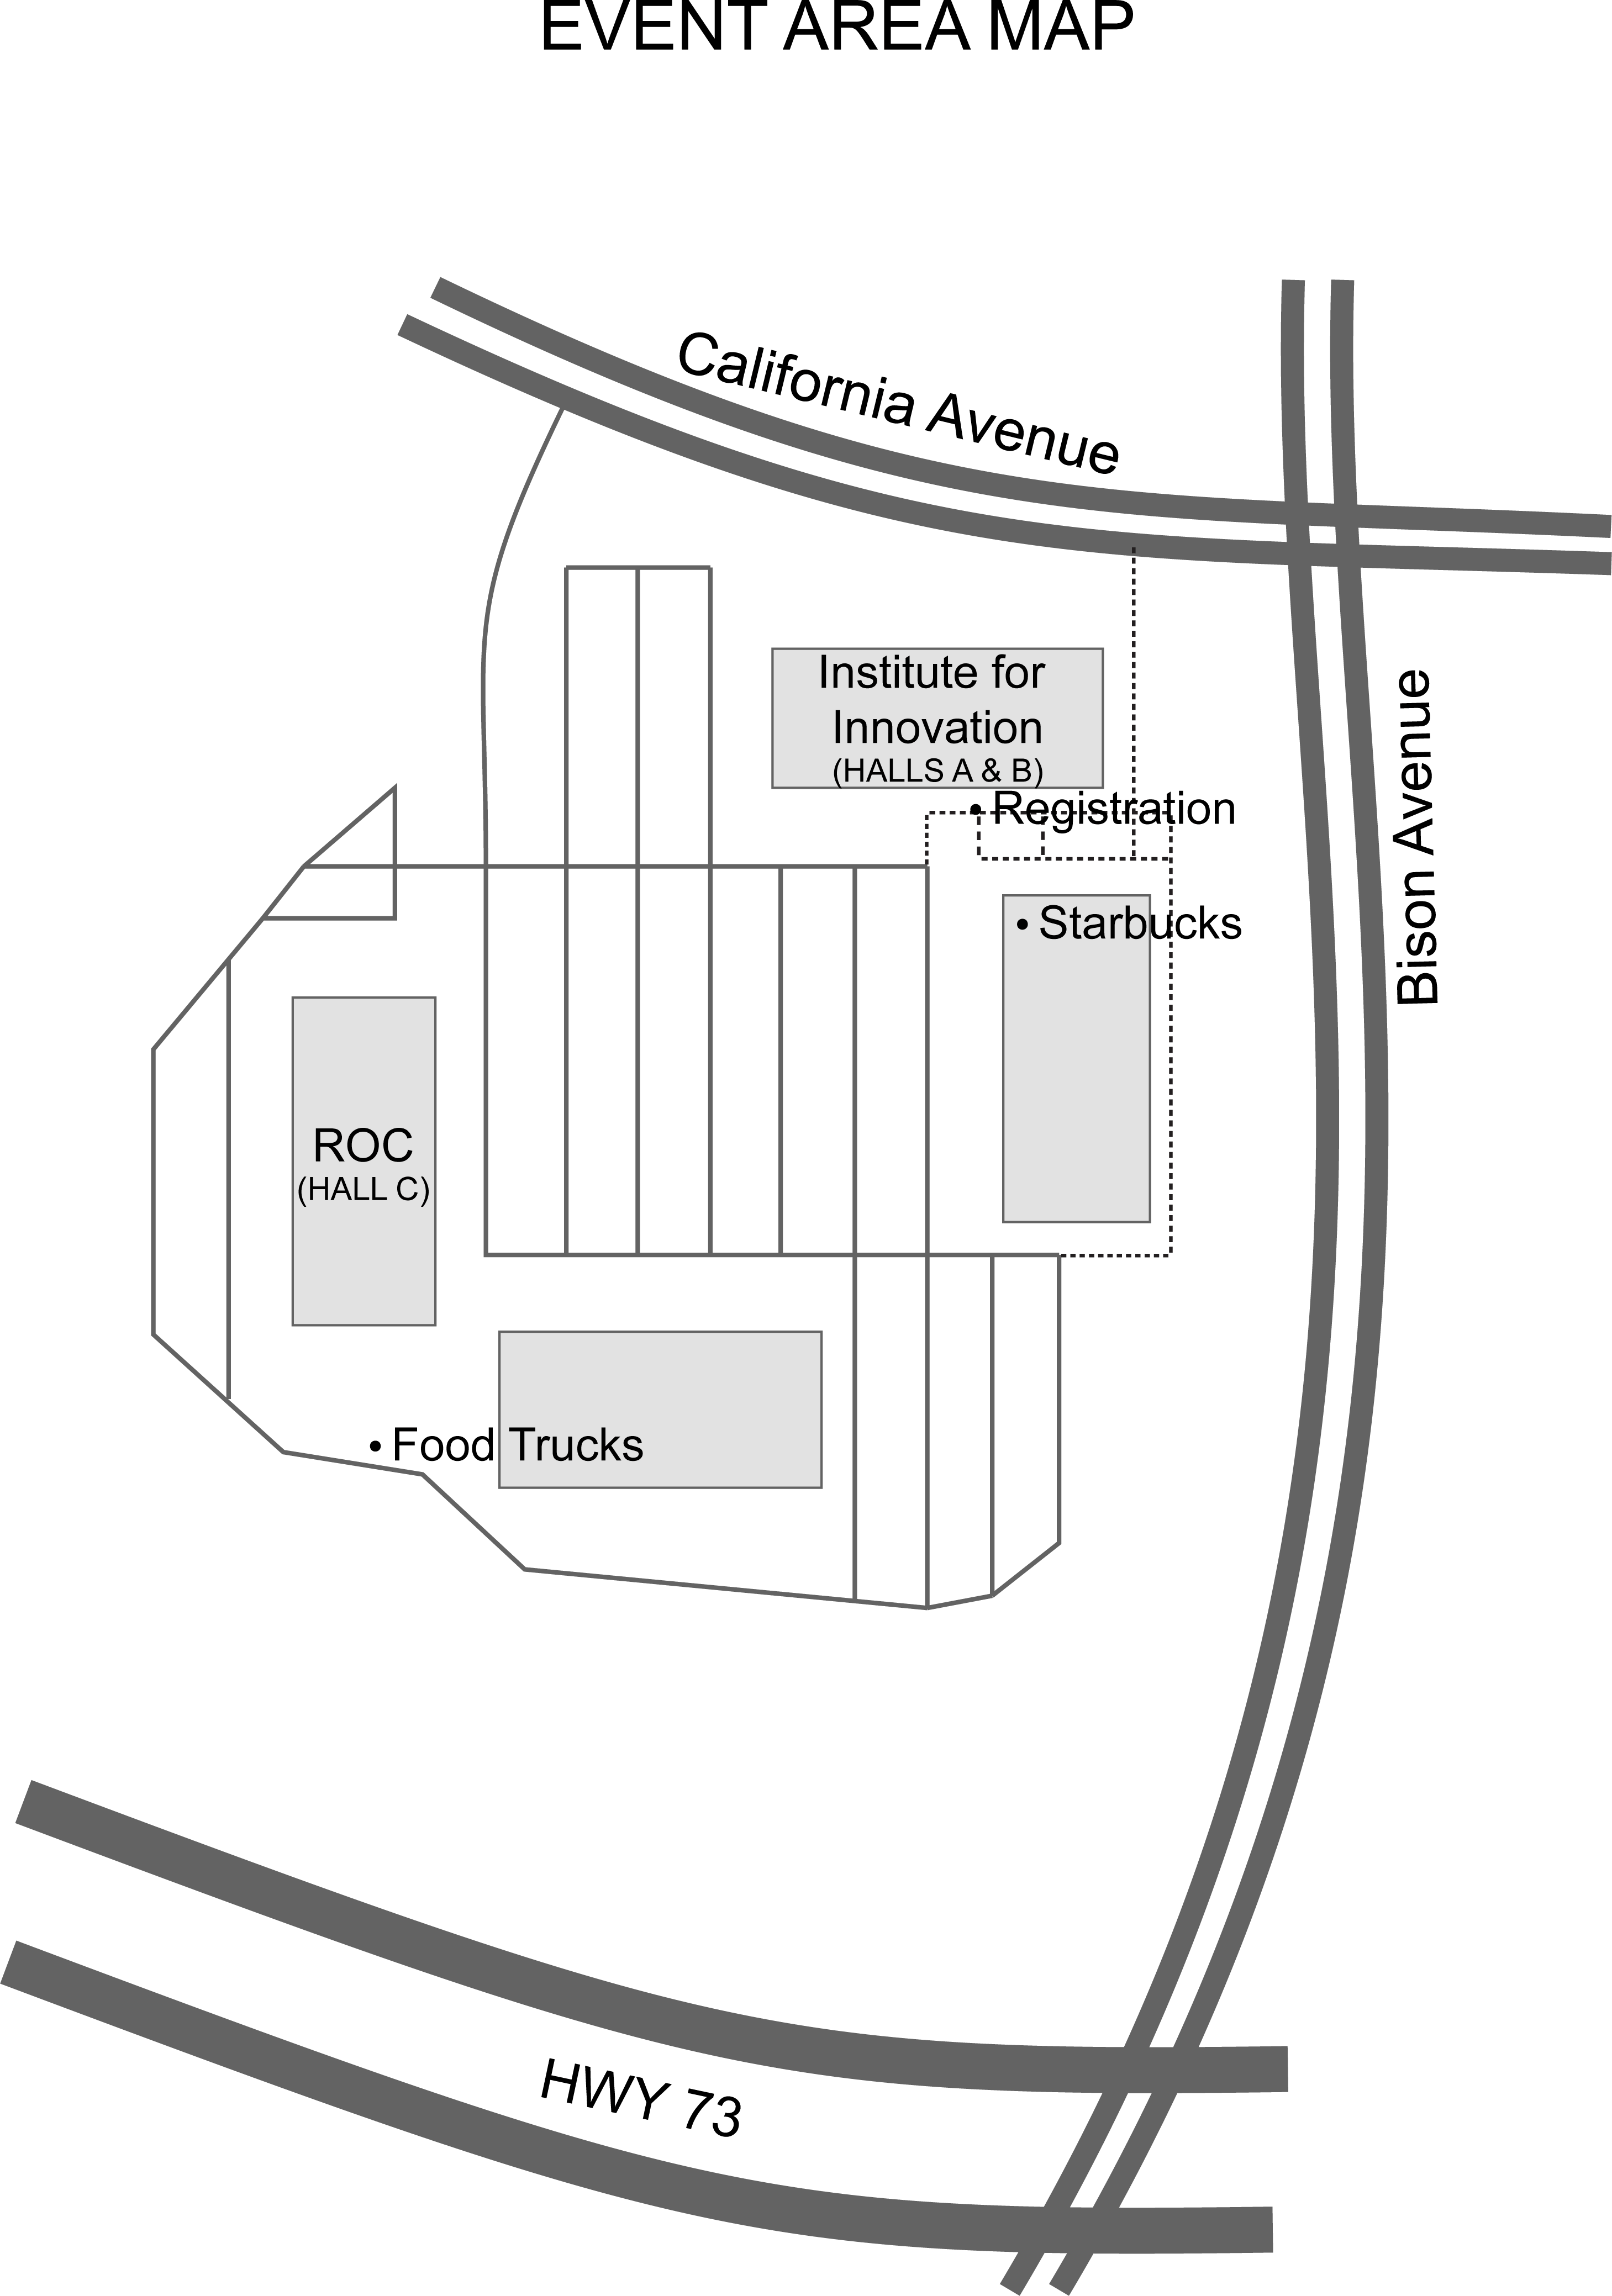 EVENT AREA MAP
California Avenue
Institute for
Innovation
(HALLS A & B)
• Registration
Bison Avenue
• Starbucks
ROC
(HALL C)
• Food Trucks
HWY 73